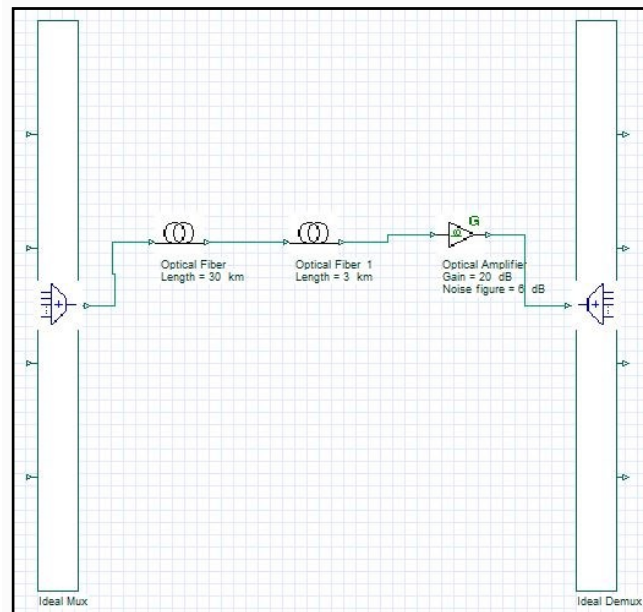 Optical Fiber
Length = 30 km
Optical Fiber 1
Length = 3 km
G
Optical Amplifier
Gain = 20 dB
Noise figure = 6 dB
Ideal Mux
Ideal Demux